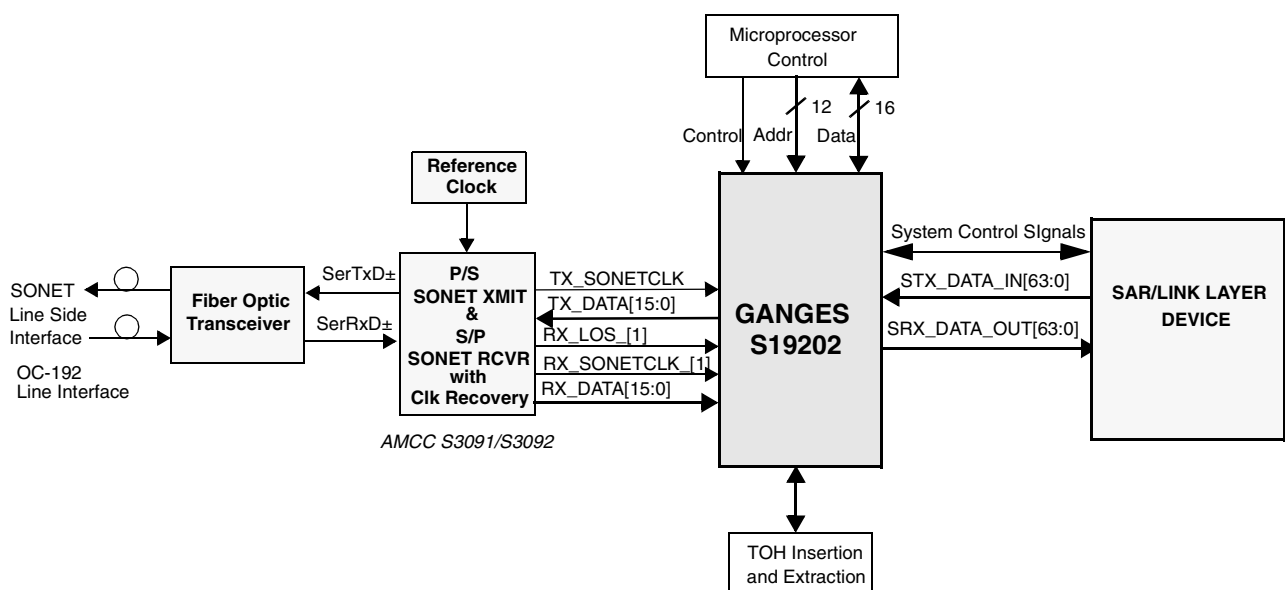 Microprocessor
Control
12
16
Control
Addr
Data
Reference
Clock
System Control SIgnals
SerTxD±
P/S
TX_SONETCLK
STX_DATA_IN[63:0]
SONET
Line Side
Interface
Fiber Optic
Transceiver
SONET XMIT
&
S/P
SONET RCVR
with
Clk Recovery
TX_DATA[15:0]
GANGES
S19202
SAR/LINK LAYER
DEVICE
SerRxD±
RX_LOS_[1]
SRX_DATA_OUT[63:0]
RX_SONETCLK_[1]
OC-192
Line Interface
RX_DATA[15:0]
AMCC S3091/S3092
TOH Insertion
and Extraction